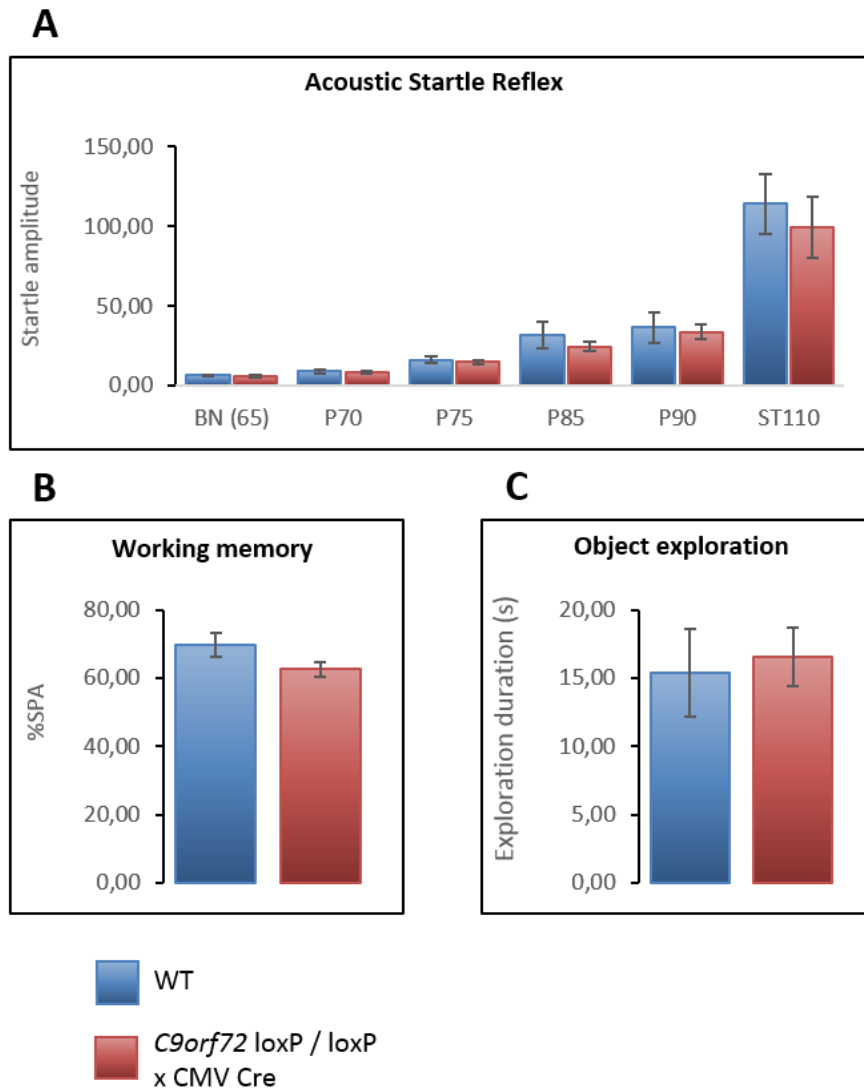 A
Acoustic Startle Reflex
Startle amplitude
150,00
100,00
50,00
0,00
BN (65) P70 P75 P85 P90 ST110
B
Working memory
%SPA
80,00
60,00
40,00
20,00
0,00
C
Object exploration
Exploration duration (s)
20,00
15,00
10,00
5,00
0,00
WT
C9orf72 loxP / loxP
x CMV Cre